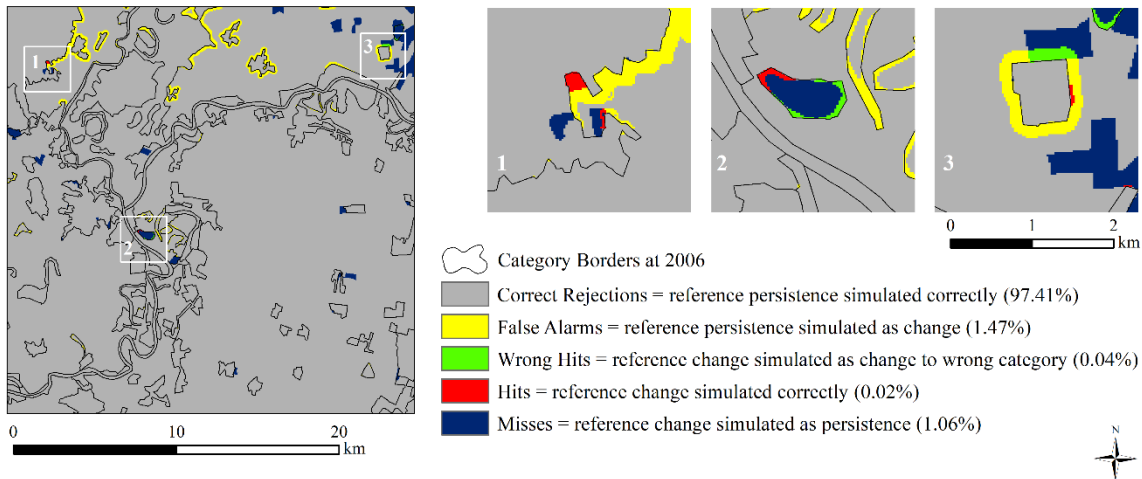 1
3
2
0 10 20
km
1
2
3
0 1 2
km
Category Borders at 2006
Correct Rejections = reference persistence simulated correctly (97.41%)
False Alarms = reference persistence simulated as change (1.47%)
Wrong Hits = reference change simulated as change to wrong category (0.04%)
Hits = reference change simulated correctly (0.02%)
Misses = reference change simulated as persistence (1.06%)
N